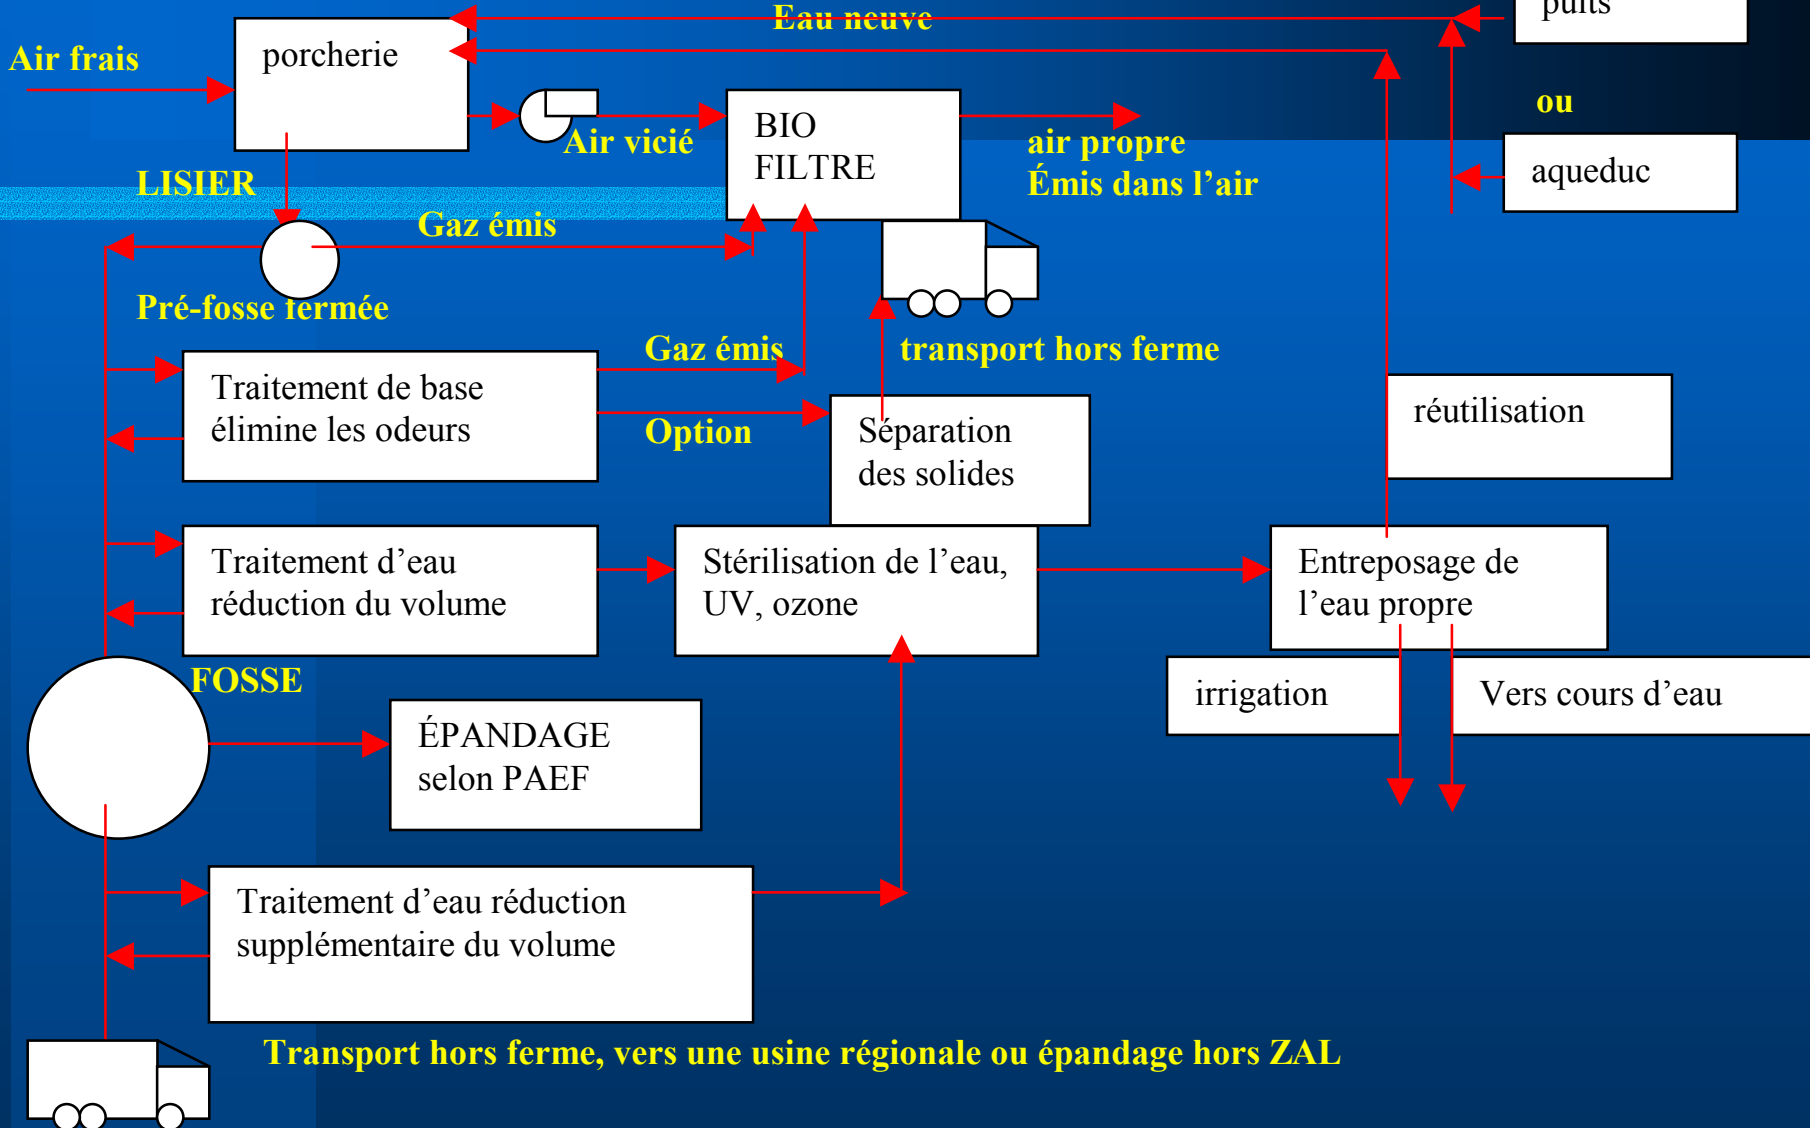 puits
Eau neuve
Air frais
porcherie
ou
BIO
FILTRE
Air vicié
air propre
Émis dans l’air
aqueduc
LISIER
Gaz émis
Pré-fosse fermée
Gaz émis
transport hors ferme
Traitement de base
élimine les odeurs
Option
Séparation
des solides
réutilisation
Traitement d’eau
réduction du volume
Stérilisation de l’eau,
UV, ozone
Entreposage de
l’eau propre
FOSSE
irrigation
Vers cours d’eau
ÉPANDAGE
selon PAEF
Traitement d’eau réduction
supplémentaire du volume
Transport hors ferme, vers une usine régionale ou épandage hors ZAL